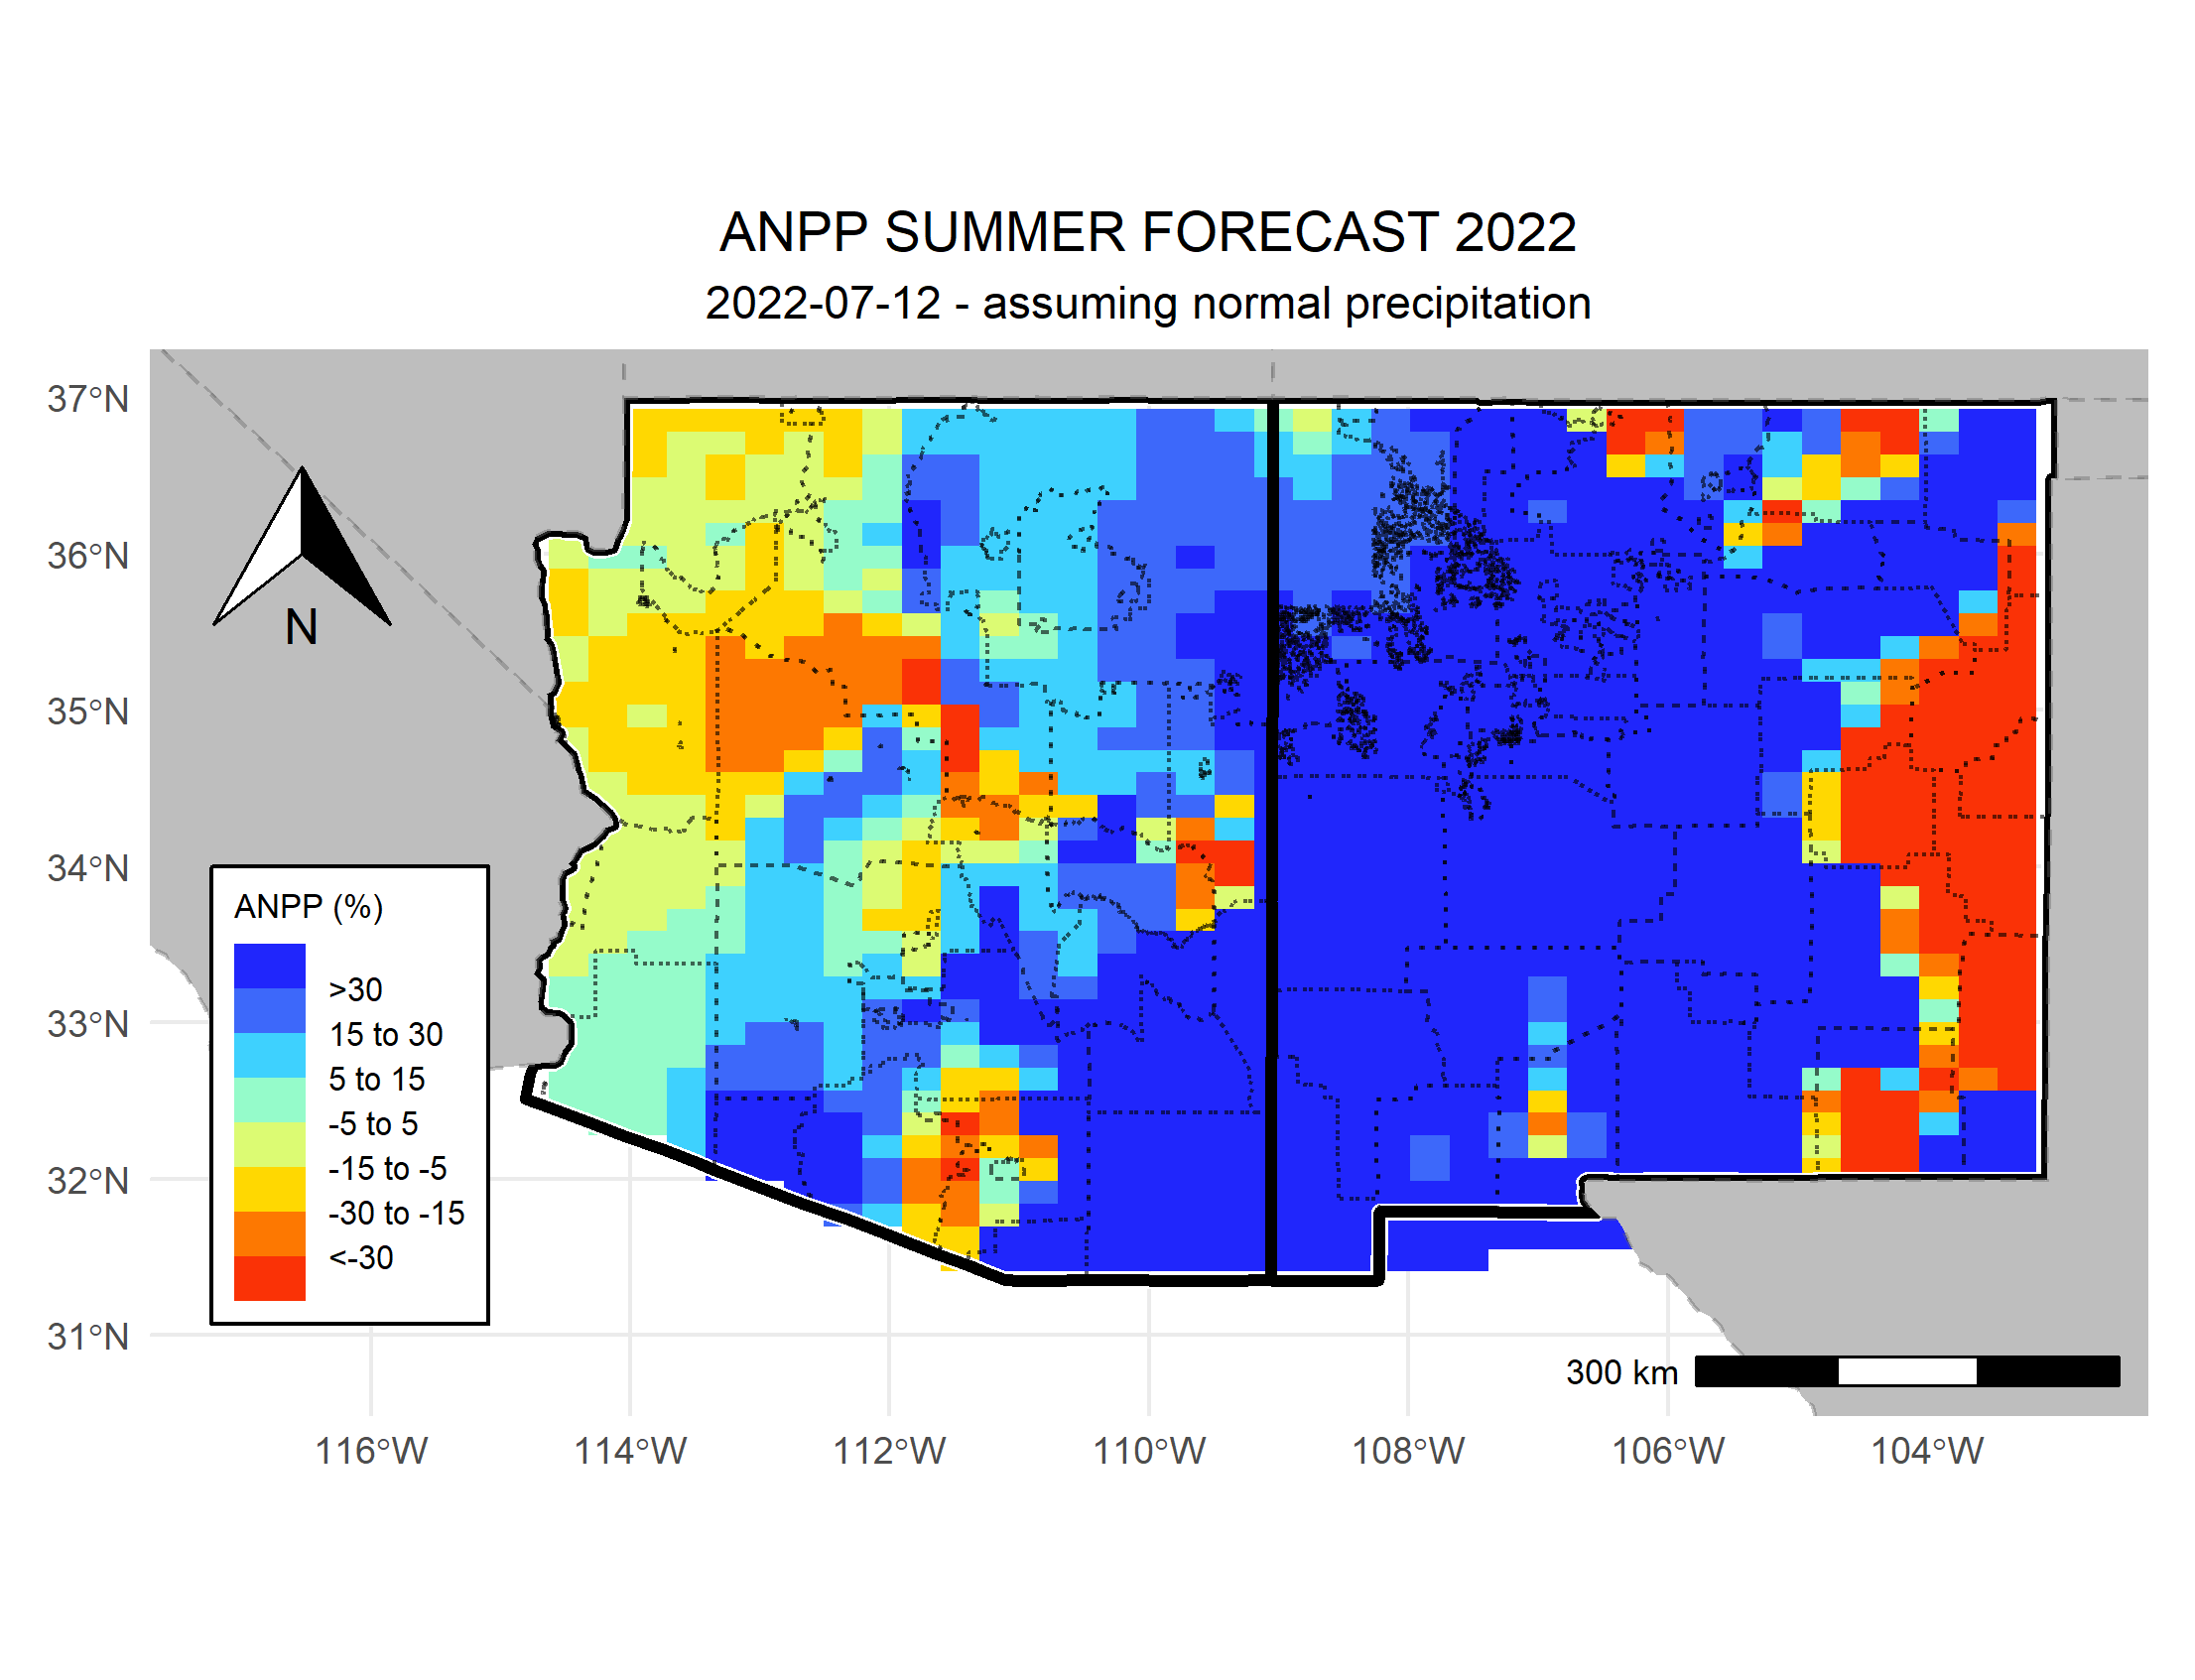 ANPP SUMMER FORECAST 2022
2022-07-12 - assuming normal precipitation
37°N
36°N
35°N
34°N
33°N
32°N
31°N
N
ANPP (%)
>30
15 to 30
5 to 15
-5 to 5
-15 to -5
-30 to -15
<-30
300 km
116°W
114°W
112°W
110°W
108°W
106°W
104°W